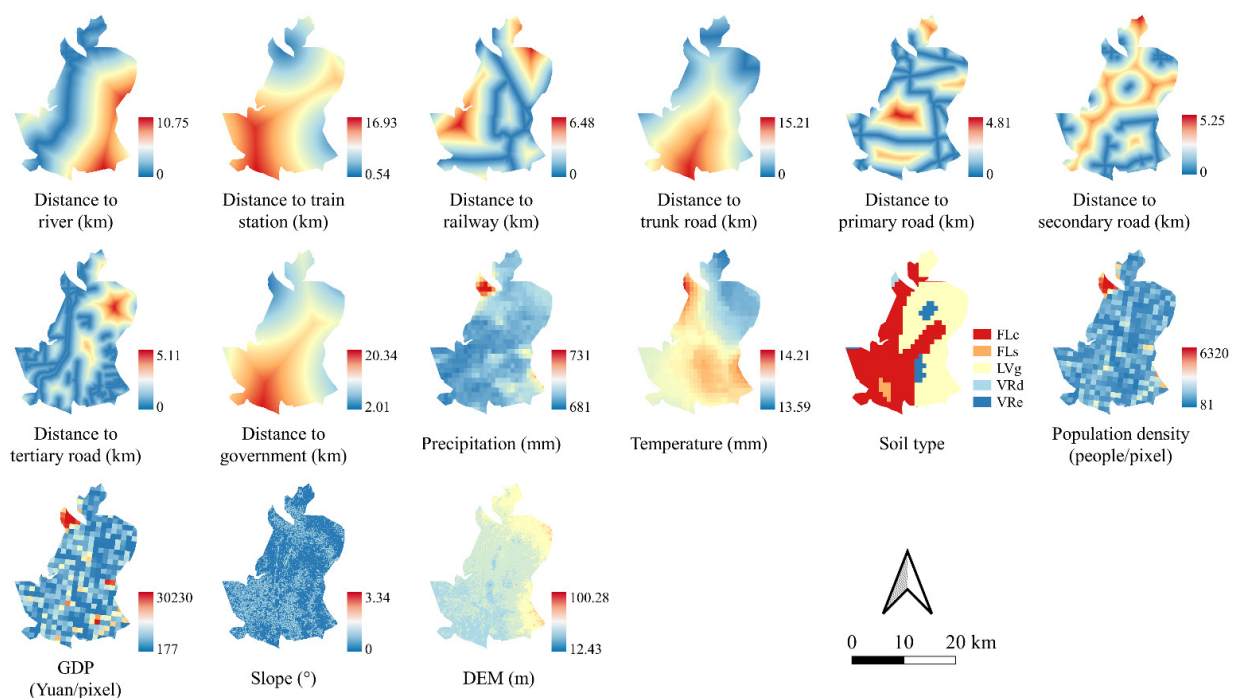 10.75
0
Distance to
river (km)
16.93
0.54
Distance to train
station (km)
6.48
0
Distance to
railway (km)
15.21
0
Distance to
trunk road (km)
4.81
0
Distance to
primary road (km)
5.25
0
Distance to
secondary road (km)
5.11
0
Distance to
tertiary road (km)
20.34
2.01
Distance to
government (km)
731
681
Precipitation (mm)
14.21
13.59
Temperature (mm)
FLc
FLs
LVg
VRd
VRe
Soil type
6320
81
Population density
(people/pixel)
30230
177
GDP
(Yuan/pixel)
3.34
0
Slope (°)
100.28
12.43
DEM (m)
0 10 20 km